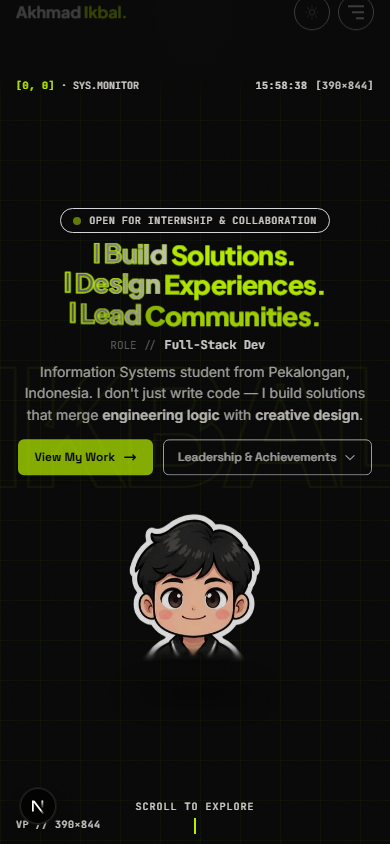 Akhmad Ikbal.
[0, 0] · SYS.MONITOR
15:58:38 [390×844]
OPEN FOR INTERNSHIP & COLLABORATION
I Build Solutions.
I Design Experiences.
I Lead Communities.
ROLE // Full-Stack Dev
Information Systems student from Pekalongan,
Indonesia. I don't just write code — I build solutions
that merge engineering logic with creative design.
View My Work →
Leadership & Achievements
IKBAL
SCROLL TO EXPLORE
N
VP // 390×844